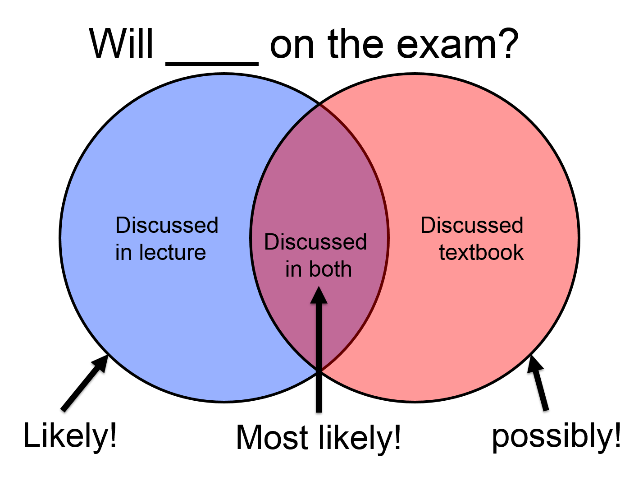 Will ____ on the exam?
Discussed
in lecture
Discussed
in both
Discussed
textbook
Likely!
Most likely!
possibly!